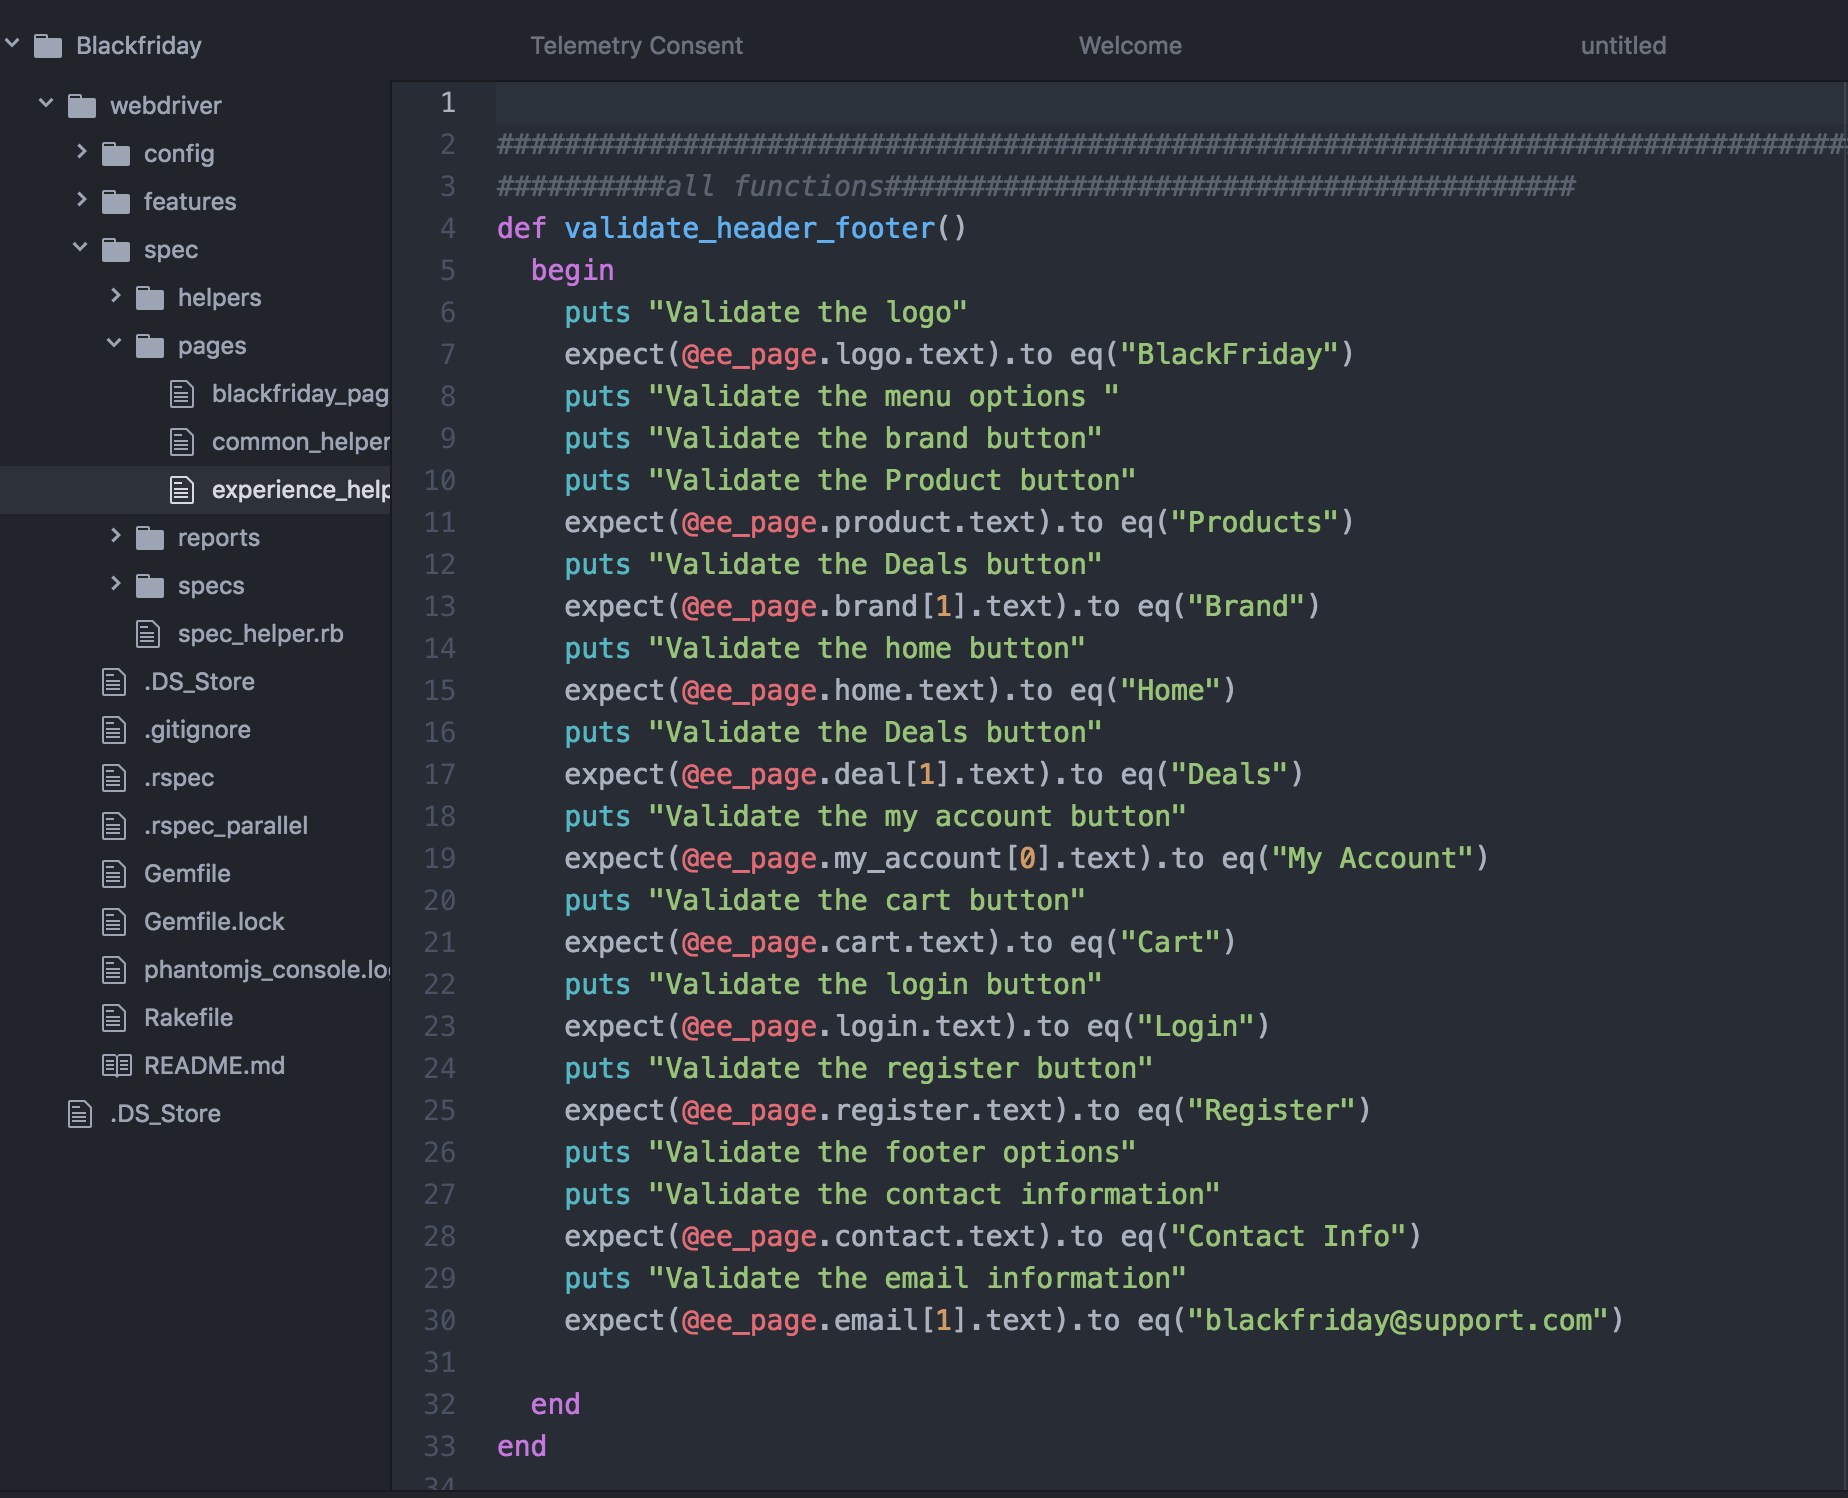 Blackfriday
webdriver
config
features
spec
helpers
pages
blackfriday_pag
common_helper
experience_help
reports
specs
spec_helper.rb
.DS_Store
.gitignore
.rspec
.rspec_parallel
Gemfile
Gemfile.lock
phantomjs_console.log
Rakefile
README.md
.DS_Store
Telemetry Consent Welcome untitled
1
2 ################################################################################
3 ##########all functions#########################################
4 def validate_header_footer()
5 begin
6 puts "Validate the logo"
7 expect(@ee_page.logo.text).to eq("BlackFriday")
8 puts "Validate the menu options "
9 puts "Validate the brand button"
10 puts "Validate the Product button"
11 expect(@ee_page.product.text).to eq("Products")
12 puts "Validate the Deals button"
13 expect(@ee_page.brand[1].text).to eq("Brand")
14 puts "Validate the home button"
15 expect(@ee_page.home.text).to eq("Home")
16 puts "Validate the Deals button"
17 expect(@ee_page.deal[1].text).to eq("Deals")
18 puts "Validate the my account button"
19 expect(@ee_page.my_account[0].text).to eq("My Account")
20 puts "Validate the cart button"
21 expect(@ee_page.cart.text).to eq("Cart")
22 puts "Validate the login button"
23 expect(@ee_page.login.text).to eq("Login")
24 puts "Validate the register button"
25 expect(@ee_page.register.text).to eq("Register")
26 puts "Validate the footer options"
27 puts "Validate the contact information"
28 expect(@ee_page.contact.text).to eq("Contact Info")
29 puts "Validate the email information"
30 expect(@ee_page.email[1].text).to eq("blackfriday@support.com")
31
32 end
33 end
34